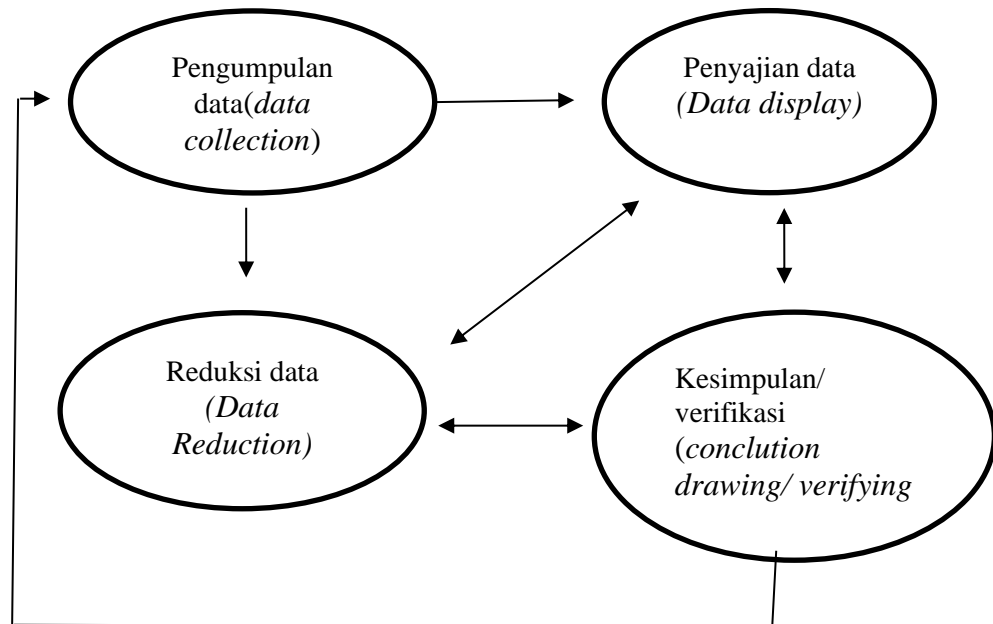 Pengumpulan
data(data
collection)
Penyajian data
(Data display)
Reduksi data
(Data
Reduction)
Kesimpulan/
verifikasi
(conclution
drawing/ verifying